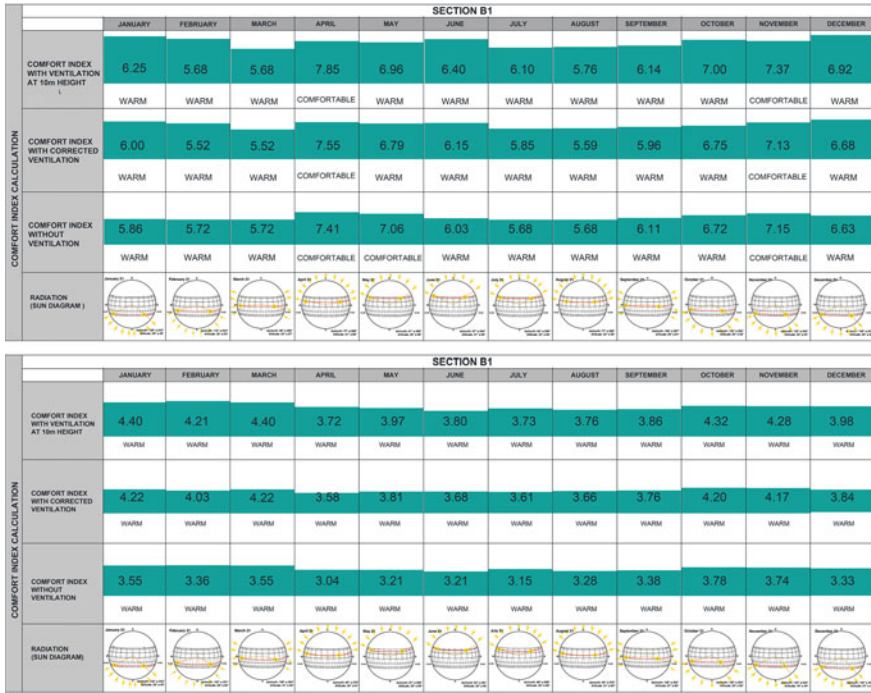 SECTION B1
JANUARY FEBRUARY MARCH APRIL MAY JUNE JULY AUGUST SEPTEMBER OCTOBER NOVEMBER DECEMBER
COMFORT INDEX CALCULATION
COMFORT INDEX
WITH VENTILATION
AT 10m HEIGHT
6.25 5.68 5.68 7.85 6.96 6.40 6.10 5.76 6.14 7.00 7.37 6.92
WARM WARM WARM COMFORTABLE WARM WARM WARM WARM WARM WARM COMFORTABLE WARM
COMFORT INDEX
WITH CORRECTED
VENTILATION
6.00 5.52 5.52 7.55 6.79 6.15 5.85 5.59 5.96 6.75 7.13 6.68
WARM WARM WARM COMFORTABLE WARM WARM WARM WARM WARM WARM COMFORTABLE WARM
COMFORT INDEX
WITHOUT
VENTILATION
5.86 5.72 5.72 7.41 7.06 6.03 5.68 5.68 6.11 6.72 7.15 6.63
WARM WARM WARM COMFORTABLE COMFORTABLE WARM WARM WARM WARM WARM COMFORTABLE WARM
RADIATION
(SUN DIAGRAM )
SECTION B1
JANUARY FEBRUARY MARCH APRIL MAY JUNE JULY AUGUST SEPTEMBER OCTOBER NOVEMBER DECEMBER
COMFORT INDEX CALCULATION
COMFORT INDEX
WITH VENTILATION
AT 10m HEIGHT
4.40 4.21 4.40 3.72 3.97 3.80 3.73 3.76 3.86 4.32 4.28 3.98
WARM WARM WARM WARM WARM WARM WARM WARM WARM WARM WARM WARM
COMFORT INDEX
WITH CORRECTED
VENTILATION
4.22 4.03 4.22 3.58 3.81 3.68 3.61 3.66 3.76 4.20 4.17 3.84
WARM WARM WARM WARM WARM WARM WARM WARM WARM WARM WARM WARM
COMFORT INDEX
WITHOUT
VENTILATION
3.55 3.36 3.55 3.04 3.21 3.21 3.15 3.28 3.38 3.78 3.74 3.33
WARM WARM WARM WARM WARM WARM WARM WARM WARM WARM WARM WARM
RADIATION
(SUN DIAGRAM)